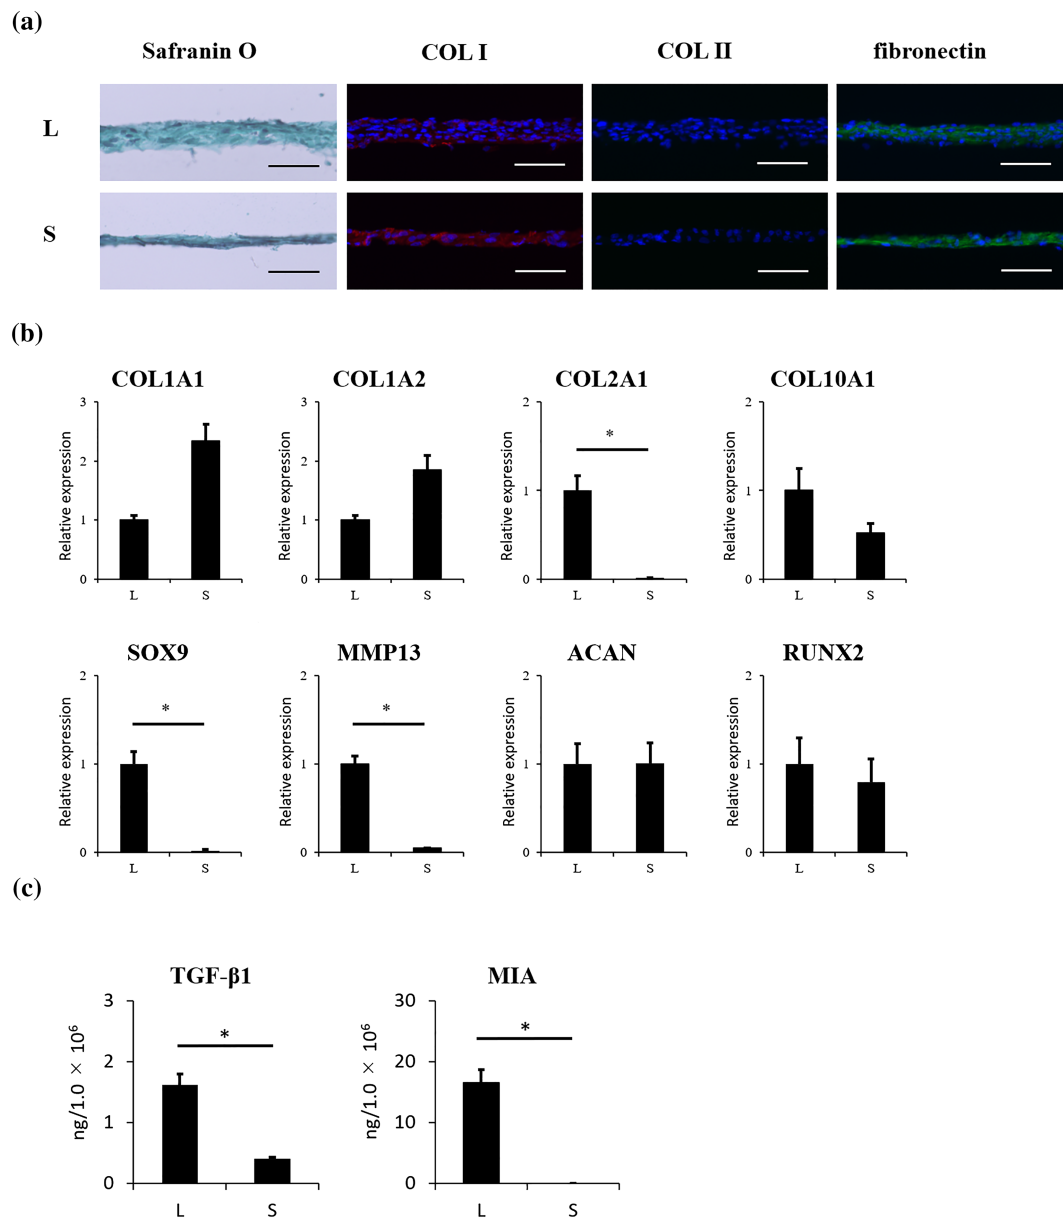 (a)
Safranin O COL I COL II fibronectin
L
S
(b)
COL1A1 COL1A2 COL2A1 COL10A1
Relative expression 3 2 1 0 L S
Relative expression 3 2 1 0 L S
Relative expression 2 1 0 * L S
Relative expression 2 1 0 L S
SOX9 MMP13 ACAN RUNX2
Relative expression 2 1 0 * L S
Relative expression 2 1 0 * L S
Relative expression 2 1 0 L S
Relative expression 2 1 0 L S
(c)
TGF-β1 MIA
ng/1.0 × 10⁶ 3 2 1 0 * L S
ng/1.0 × 10⁶ 30 20 10 0 * L S